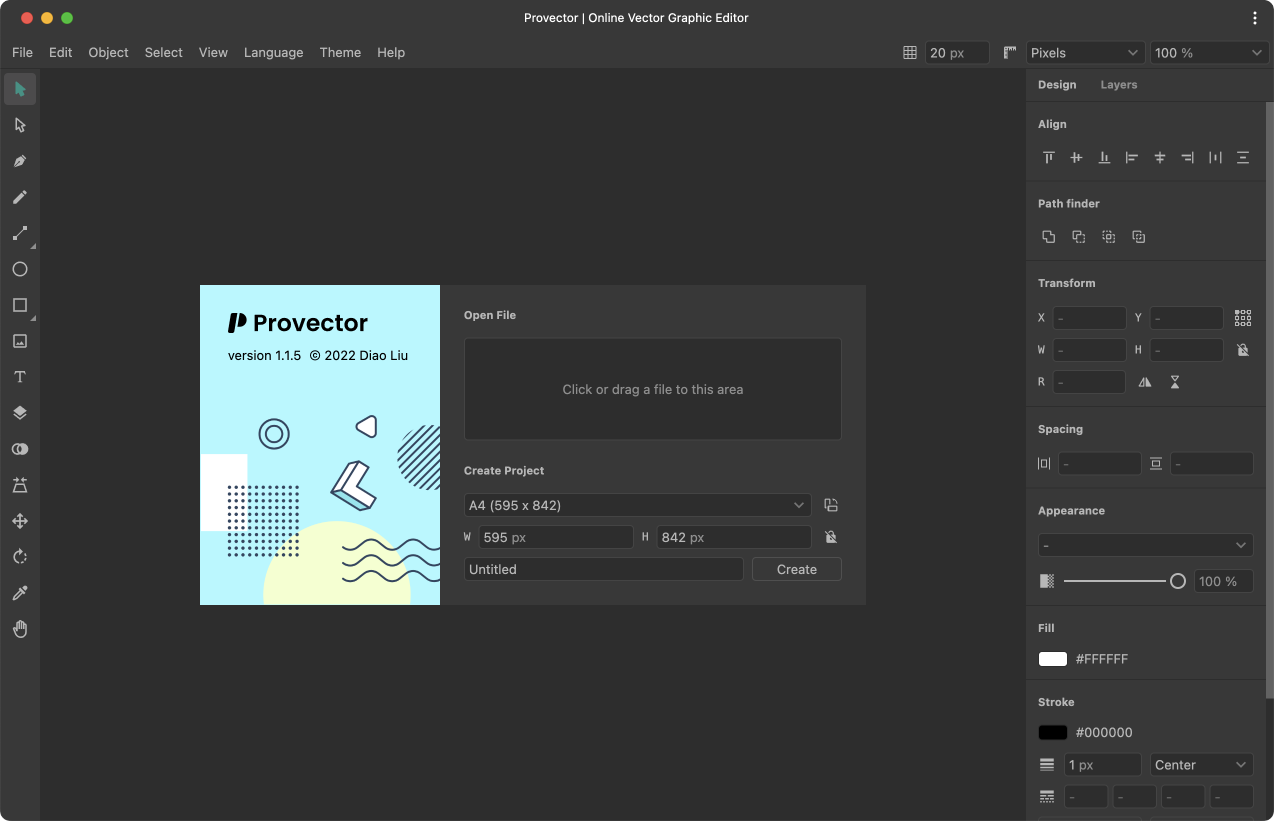 Provector | Online Vector Graphic Editor
File Edit Object Select View Language Theme Help 20 px Pixels 100 %
Design Layers
Align
Path finder
Transform
X - Y -
W - H -
R -
Spacing
- -
Appearance
-
100 %
Fill
#FFFFFF
Stroke
#000000
1 px Center
- - - -
Provector
version 1.1.5 © 2022 Diao Liu
Open File
Click or drag a file to this area
Create Project
A4 (595 x 842)
W 595 px H 842 px
Untitled Create